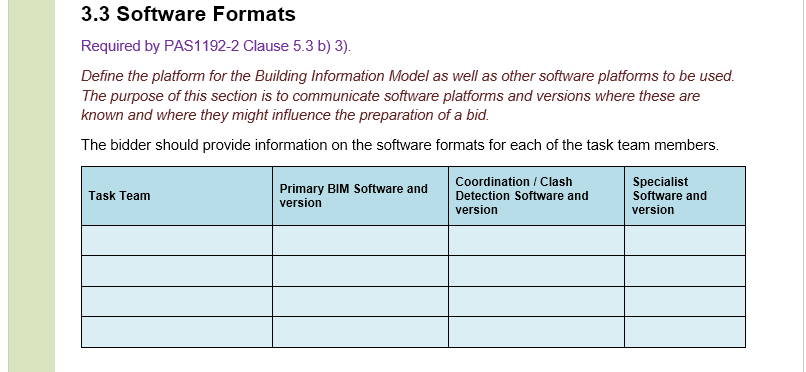 3.3 Software Formats
Required by PAS1192-2 Clause 5.3 b) 3).
Define the platform for the Building Information Model as well as other software platforms to be used.
The purpose of this section is to communicate software platforms and versions where these are
known and where they might influence the preparation of a bid.
The bidder should provide information on the software formats for each of the task team members.
Task Team
Primary BIM Software and
version
Coordination / Clash
Detection Software and
version
Specialist
Software and
version